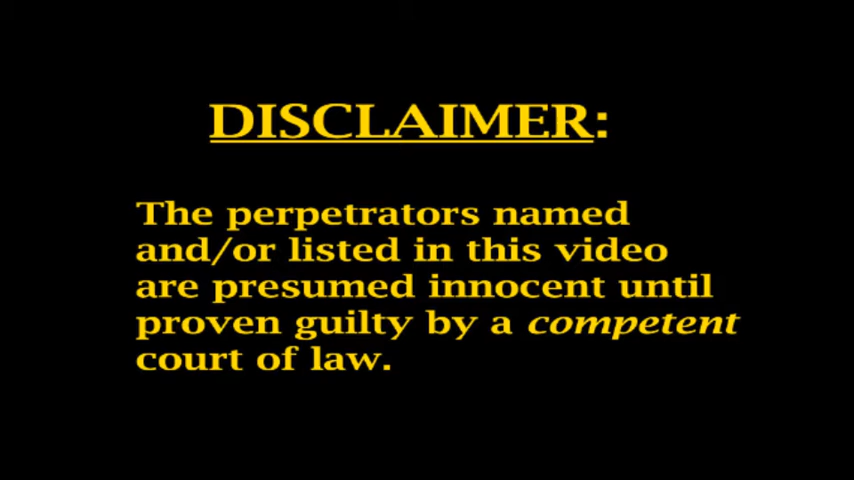 DISCLAIMER:
The perpetrators named
and/or listed in this video
are presumed innocent until
proven guilty by a competent
court of law.